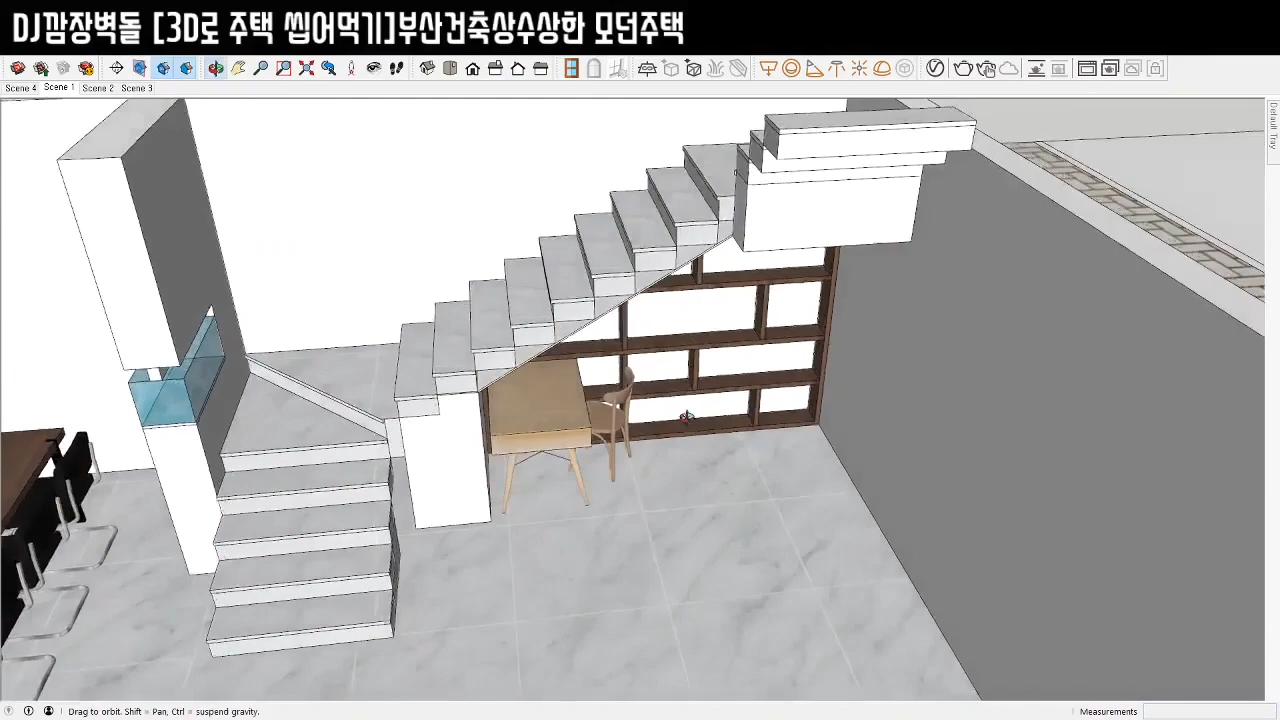 DJ깜장벽돌 [3D로 주택 씹어먹기]부산건축상수상한 모던주택
Scene 4 Scene 1 Scene 2 Scene 3
Default Tray
Drag to orbit. Shift = Pan, Ctrl = suspend gravity.
Measurements